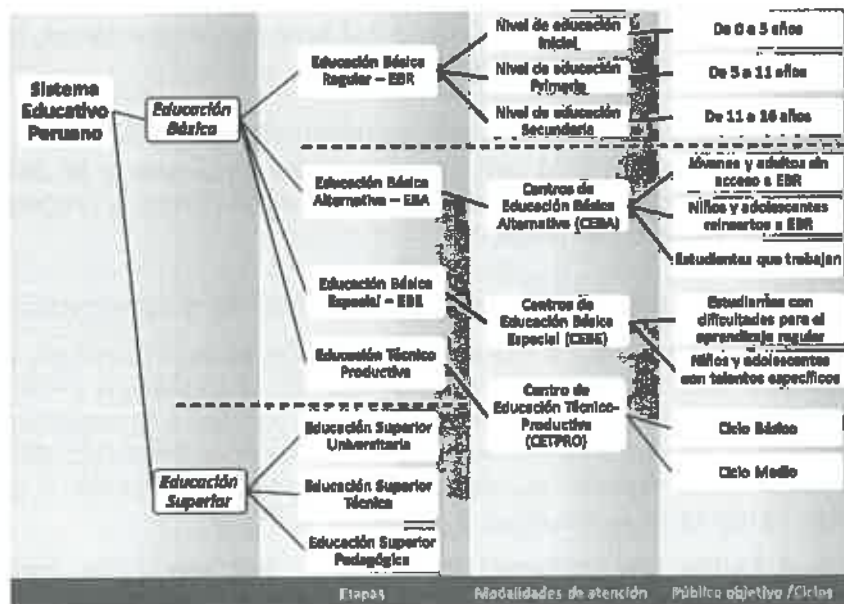 Sistema
Educativo
Peruano
Educación
Básica
Educación Básica
Regular – EBR
Nivel de educación
Inicial
De 0 a 5 años
Nivel de educación
Primaria
De 5 a 11 años
Nivel de educación
Secundaria
De 11 a 16 años
Educación Básica
Alternativa – EBA
Centros de
Educación Básica
Alternativa (CEBA)
Jóvenes y adultos sin
acceso a EBR
Niños y adolescentes
reinsertos a EBR
Estudiantes que trabajan
Educación Básica
Especial – EBE
Centros de
Educación Básica
Especial (CEBE)
Estudiantes con
dificultades para el
aprendizaje regular
Niños y adolescentes
con talentos específicos
Educación Técnico
Productiva
Centro de
Educación Técnico-
Productiva
(CETPRO)
Ciclo Básico
Ciclo Medio
Educación
Superior
Educación Superior
Universitaria
Educación Superior
Técnica
Educación Superior
Pedagógica
Etapas
Modalidades de atención
Público objetivo /Ciclos